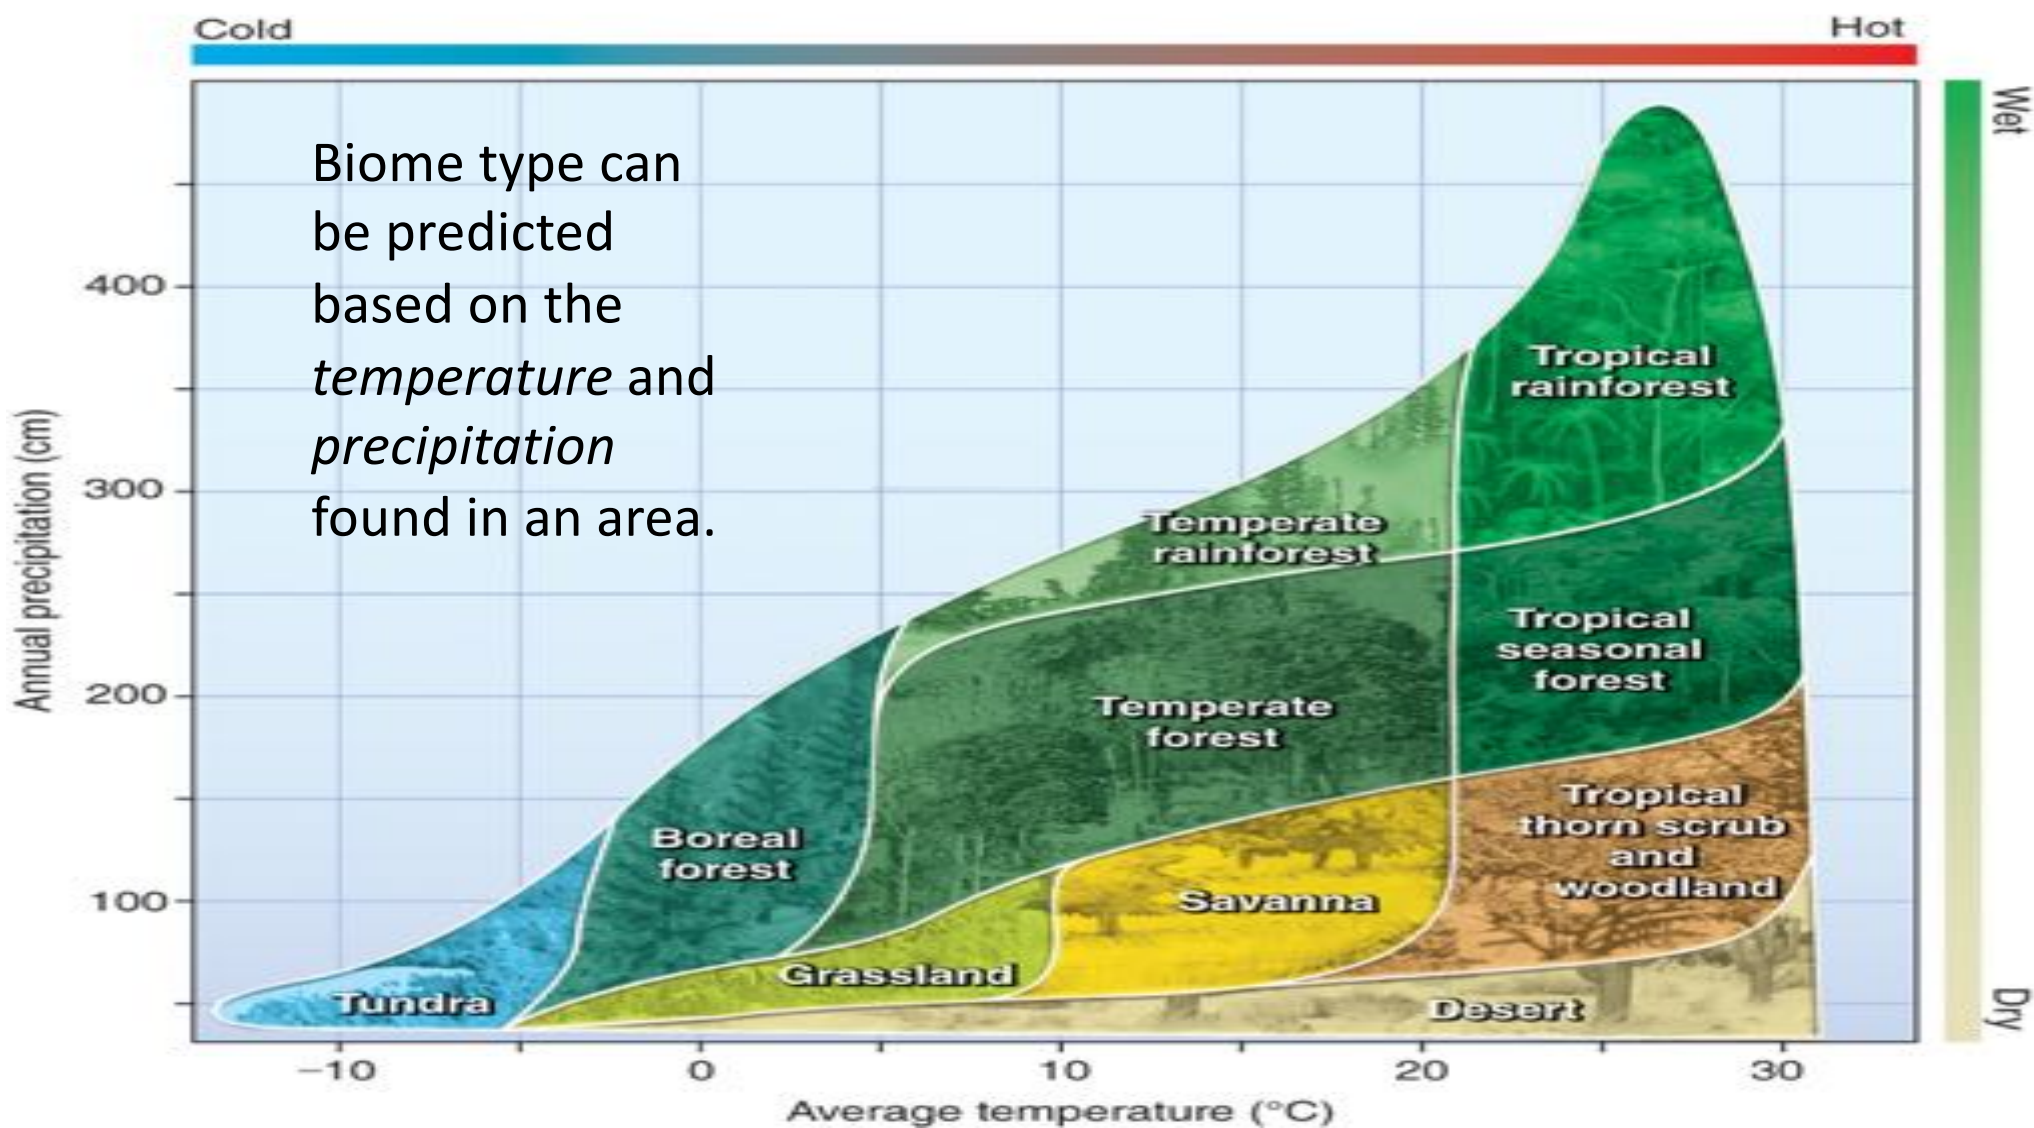 Cold
Hot
Wet
Dry
Biome type can
be predicted
based on the
temperature and
precipitation
found in an area.
Annual precipitation (cm)
400
300
200
100
Tropical
rainforest
Temperate
rainforest
Tropical
seasonal
forest
Temperate
forest
Tropical
thorn scrub
and
woodland
Boreal
forest
Savanna
Grassland
Tundra
Desert
−10
0
10
20
30
Average temperature (°C)